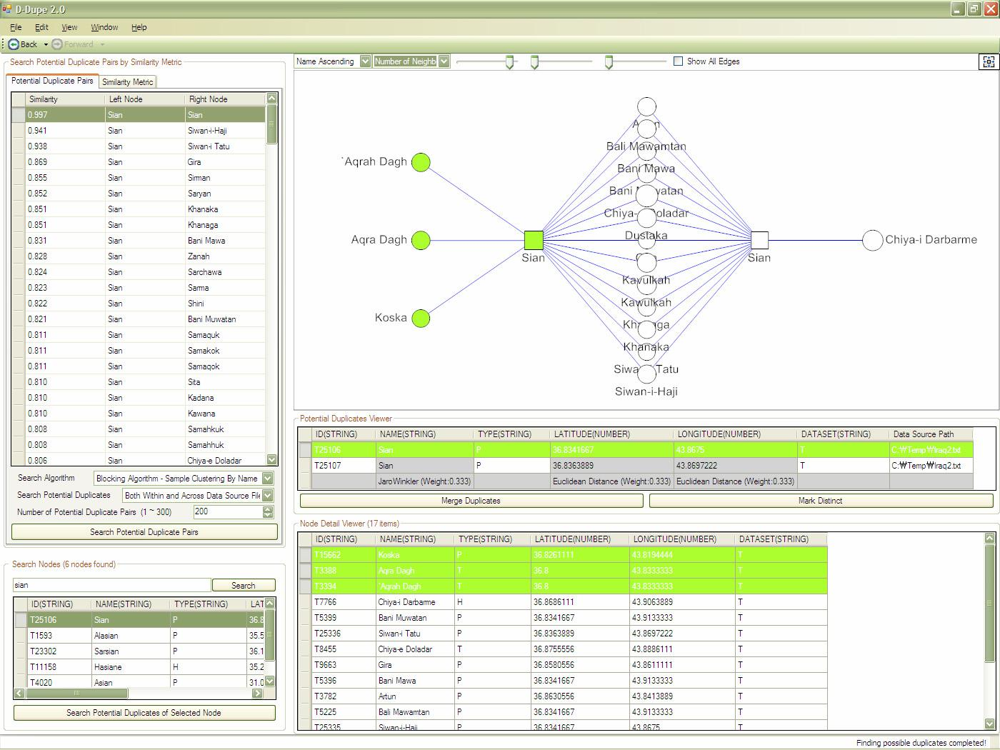 D-Dupe 2.0
File Edit View Window Help
Back Forward
Search Potential Duplicate Pairs by Similarity Metric
Potential Duplicate Pairs Similarity Metric
Similarity Left Node Right Node
0.997 Sian Sian
0.941 Sian Siwan-i-Haji
0.938 Sian Siwan-i Tatu
0.869 Sian Gira
0.855 Sian Siman
0.852 Sian Saryan
0.851 Sian Khanaka
0.851 Sian Khanaga
0.831 Sian Bani Mawa
0.828 Sian Zanah
0.824 Sian Sarchawa
0.823 Sian Sarma
0.822 Sian Shini
0.821 Sian Bani Muwatan
0.811 Sian Samaquk
0.811 Sian Samakok
0.811 Sian Samaqok
0.810 Sian Sita
0.810 Sian Kadana
0.810 Sian Kawana
0.808 Sian Samahkuk
0.808 Sian Samahhuk
0.806 Sian Chiya-e Doladar
Search Algorithm Blocking Algorithm - Sample Clustering By Name
Search Potential Duplicates Both Within and Across Data Source File
Number of Potential Duplicate Pairs (1 ~ 300) 200
Search Potential Duplicate Pairs
Search Nodes (6 nodes found)
sian Search
ID(STRING) NAME(STRING) TYPE(STRING) LAT
T25106 Sian P 36.8
T1593 Alasian P 35.5
T23302 Sarsian P 36.1
T11158 Hasiane H 35.2
T4020 Asian P 31.0
Search Potential Duplicates of Selected Node
Name Ascending Number of Neighb Show All Edges
Bali Mawamtan
`Aqrah Dagh
Bani Mawa
Chiya-i Darbarme
Dustaka
Aqra Dagh
Sian Sian
Kavulkah
Kawulkah
Koska
Khanaka
Siwan-i-Haji
Potential Duplicates Viewer
ID(STRING) NAME(STRING) TYPE(STRING) LATITUDE(NUMBER) LONGITUDE(NUMBER) DATASET(STRING) Data Source Path
T25106 Sian P 36.8341667 43.8675 T C:₩Temp₩Iraq2.txt
T25107 Sian P 36.8363889 43.8697222 T C:₩Temp₩Iraq2.txt
JaroWinkler (Weight:0.333) Euclidean Distance (Weight:0.333) Euclidean Distance (Weight:0.333)
Merge Duplicates Mark Distinct
Node Detail Viewer (17 items)
ID(STRING) NAME(STRING) TYPE(STRING) LATITUDE(NUMBER) LONGITUDE(NUMBER) DATASET(STRING)
T15662 Koska P 36.8261111 43.8194444 T
T3388 Aqra Dagh T 36.8 43.8333333 T
T3394 `Aqrah Dagh T 36.8 43.8333333 T
T7766 Chiya-i Darbarme H 36.8686111 43.9063889 T
T5399 Bani Muwatan P 36.8341667 43.9133333 T
T25336 Siwan-i Tatu P 36.8363889 43.8697222 T
T8455 Chiya-e Doladar T 36.8755556 43.8886111 T
T9663 Gira P 36.8580556 43.8611111 T
T5396 Bani Mawa P 36.8341667 43.9133333 T
T3782 Artun P 36.8630556 43.8413889 T
T5225 Bali Mawamtan P 36.8341667 43.9133333 T
T25335 Siwan-i-Haji P 36.8341667 43.8675 T
Finding possible duplicates completed!